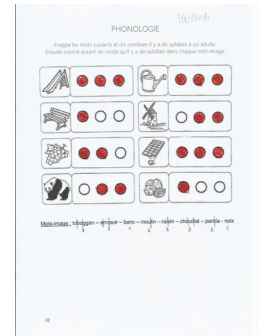 Vendredi
PHONOLOGIE
Frappe les mots suivants et dis combien il y a de syllabes à un adulte.
Ensuite colorie autant de ronds qu'il y a de syllabes dans chaque mot-image.
Mots-image : toboggan – arrosoir – banc – moulin – raisin – chocolat – panda - noix
32